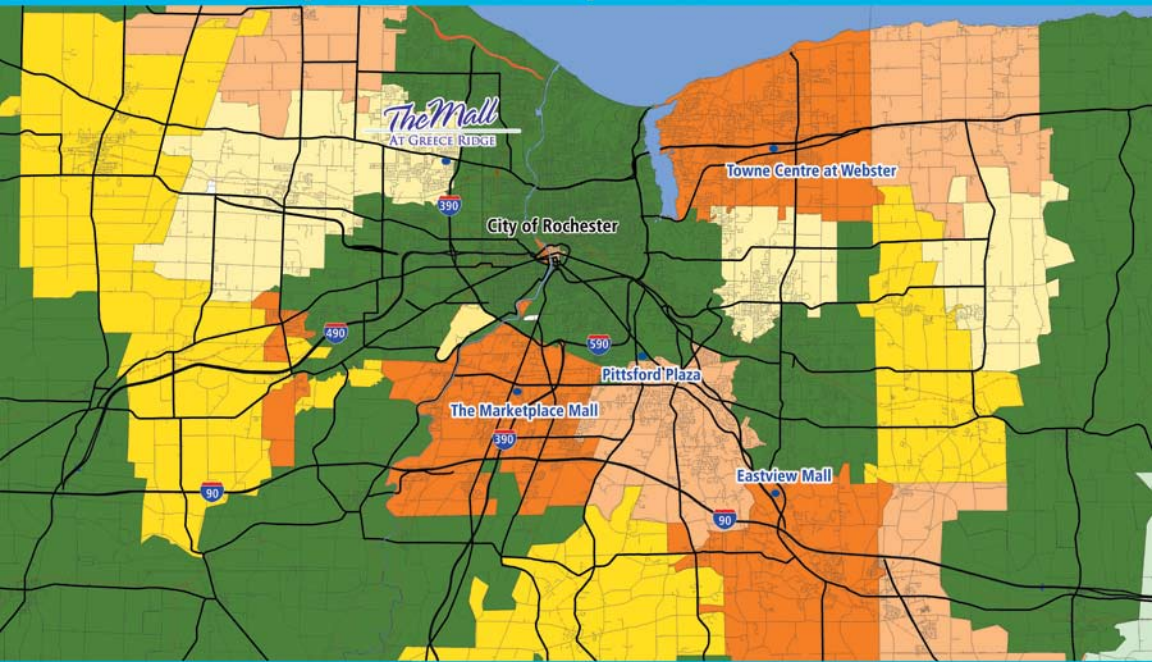 The Mall
AT GREECE RIDGE
Towne Centre at Webster
390
City of Rochester
490
590
Pittsford Plaza
The Marketplace Mall
390
Eastview Mall
90
90